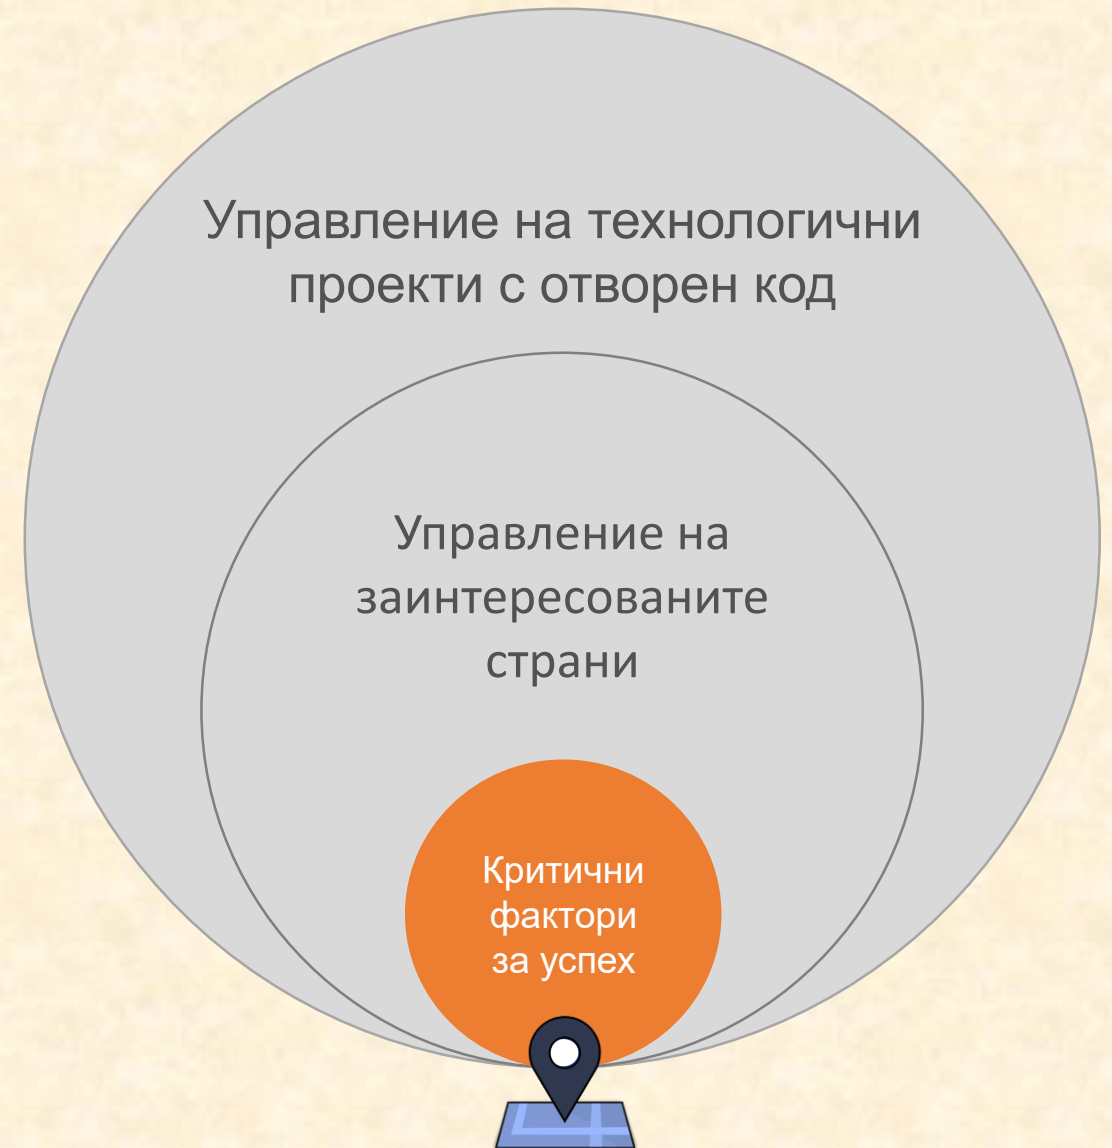 Управление на технологични
проекти с отворен код
Управление на
заинтересованите
страни
Критични
фактори
за успех